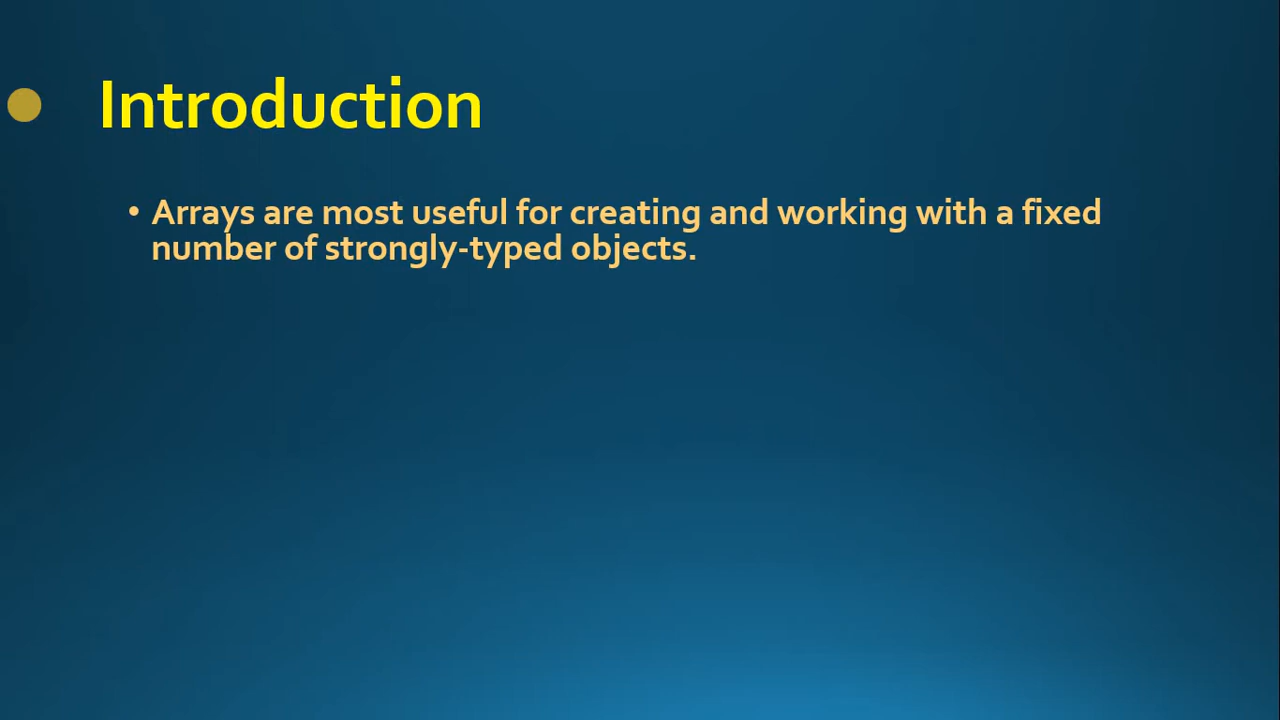 Introduction
• Arrays are most useful for creating and working with a fixed
number of strongly-typed objects.